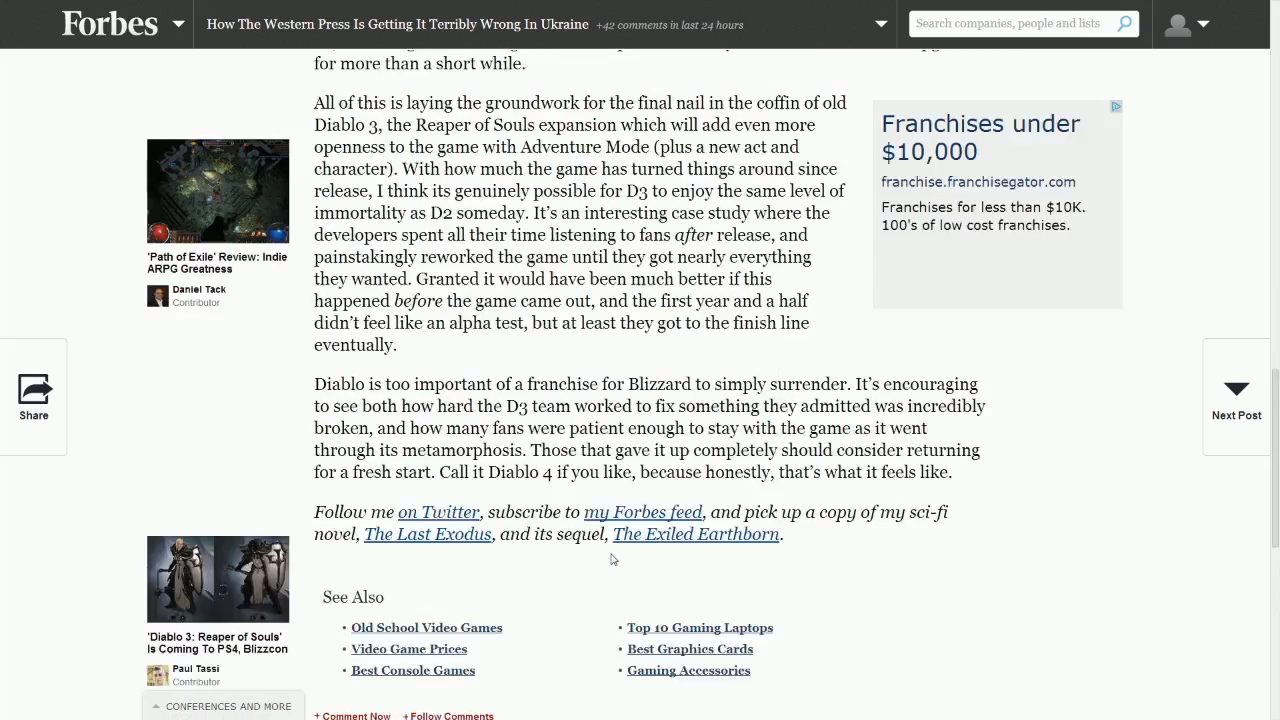 Forbes
How The Western Press Is Getting It Terribly Wrong In Ukraine +42 comments in last 24 hours
Search companies, people and lists
for more than a short while.
All of this is laying the groundwork for the final nail in the coffin of old
Diablo 3, the Reaper of Souls expansion which will add even more
openness to the game with Adventure Mode (plus a new act and
character). With how much the game has turned things around since
release, I think its genuinely possible for D3 to enjoy the same level of
immortality as D2 someday. It’s an interesting case study where the
developers spent all their time listening to fans after release, and
painstakingly reworked the game until they got nearly everything
they wanted. Granted it would have been much better if this
happened before the game came out, and the first year and a half
didn’t feel like an alpha test, but at least they got to the finish line
eventually.
Diablo is too important of a franchise for Blizzard to simply surrender. It’s encouraging
to see both how hard the D3 team worked to fix something they admitted was incredibly
broken, and how many fans were patient enough to stay with the game as it went
through its metamorphosis. Those that gave it up completely should consider returning
for a fresh start. Call it Diablo 4 if you like, because honestly, that’s what it feels like.
Follow me on Twitter, subscribe to my Forbes feed, and pick up a copy of my sci-fi
novel, The Last Exodus, and its sequel, The Exiled Earthborn.
See Also
• Old School Video Games
• Video Game Prices
• Best Console Games
• Top 10 Gaming Laptops
• Best Graphics Cards
• Gaming Accessories
+ Comment Now + Follow Comments
'Path of Exile' Review: Indie
ARPG Greatness
Daniel Tack
Contributor
Share
'Diablo 3: Reaper of Souls'
Is Coming To PS4, Blizzcon
Paul Tassi
Contributor
CONFERENCES AND MORE
Franchises under
$10,000
franchise.franchisegator.com
Franchises for less than $10K.
100's of low cost franchises.
Next Post